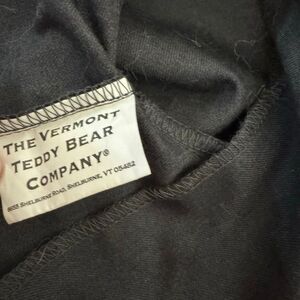 THE VERMONT
TEDDY BEAR
COMPANY®
6655 SHELBURNE ROAD, SHELBURNE, VT 05482